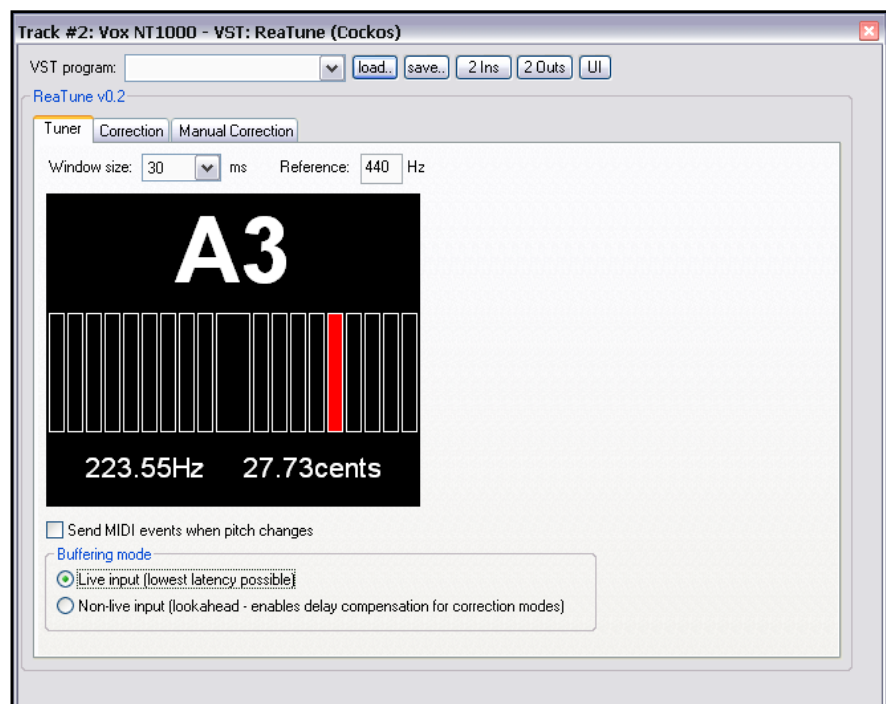 Track #2: Vox NT1000 - VST: ReaTune (Cockos)
VST program: load.. save.. 2 Ins 2 Outs UI
ReaTune v0.2
Tuner Correction Manual Correction
Window size: 30 ms Reference: 440 Hz
A3
223.55Hz 27.73cents
Send MIDI events when pitch changes
Buffering mode
Live input (lowest latency possible)
Non-live input (lookahead - enables delay compensation for correction modes)